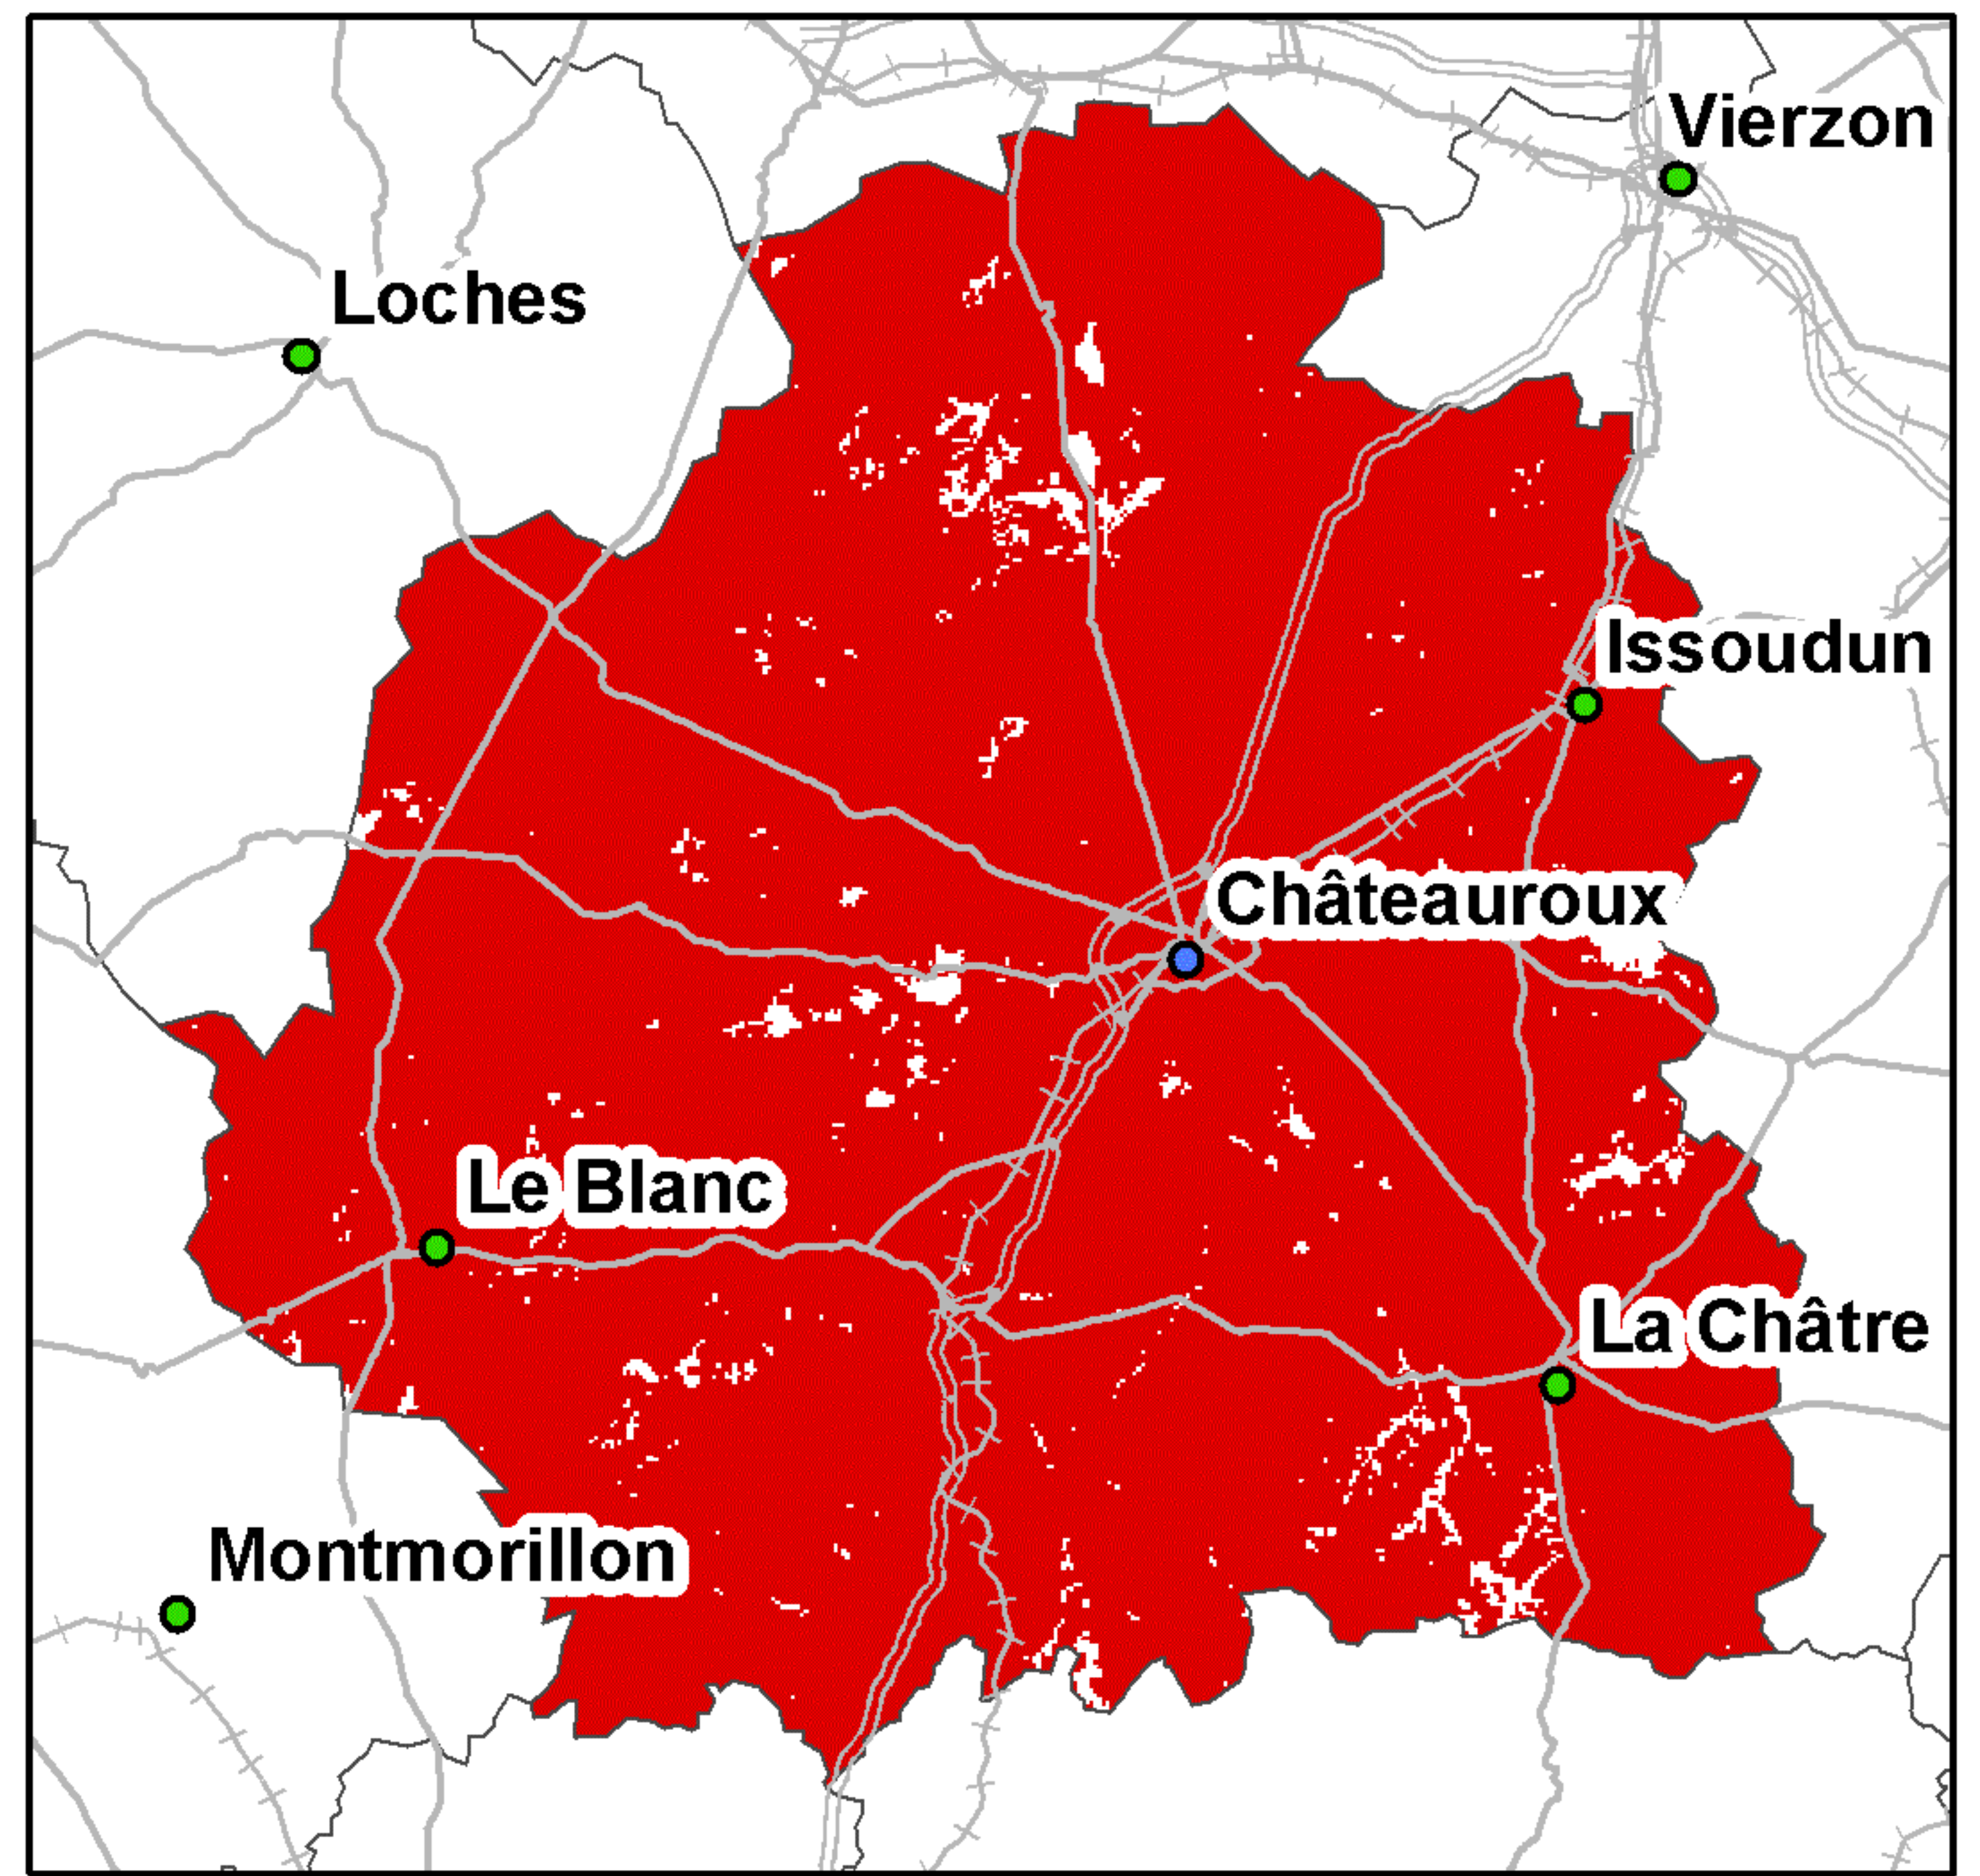 Vierzon
Loches
Issoudun
Châteauroux
Le Blanc
La Châtre
Montmorillon